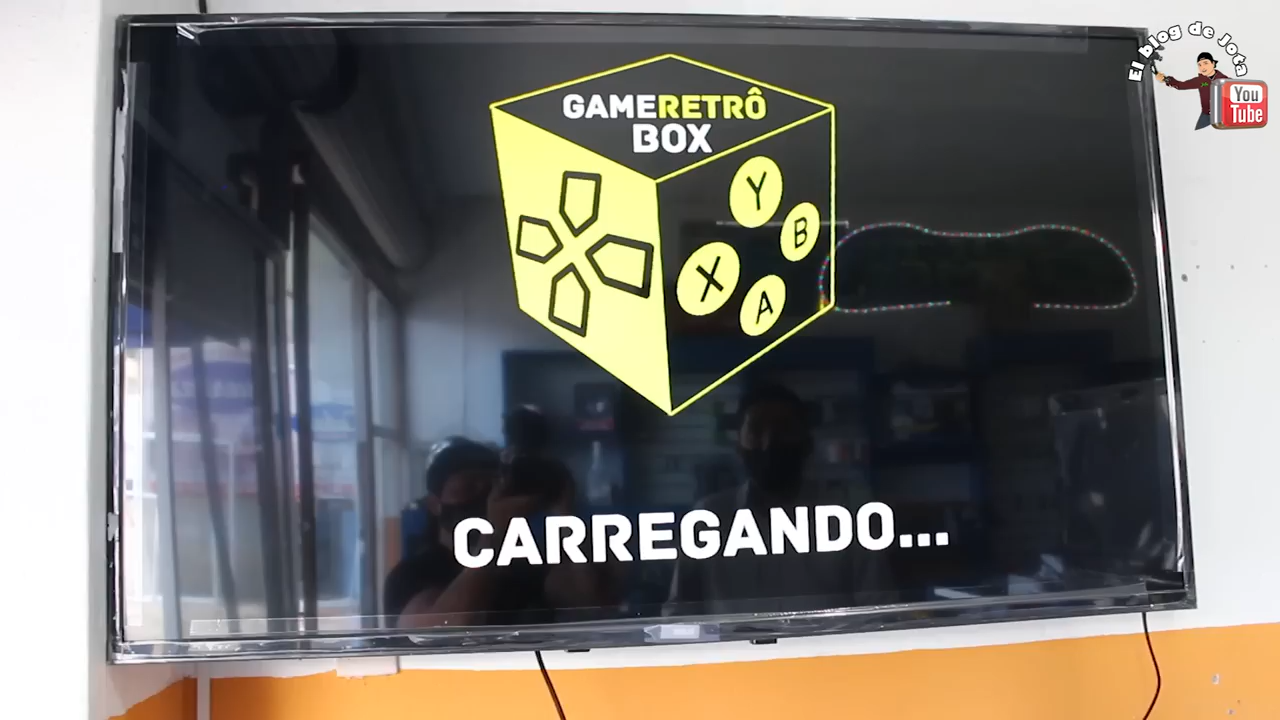 GAMERETRÔ
BOX
Y
B
X
A
CARREGANDO...
El blog de Jota
You
Tube